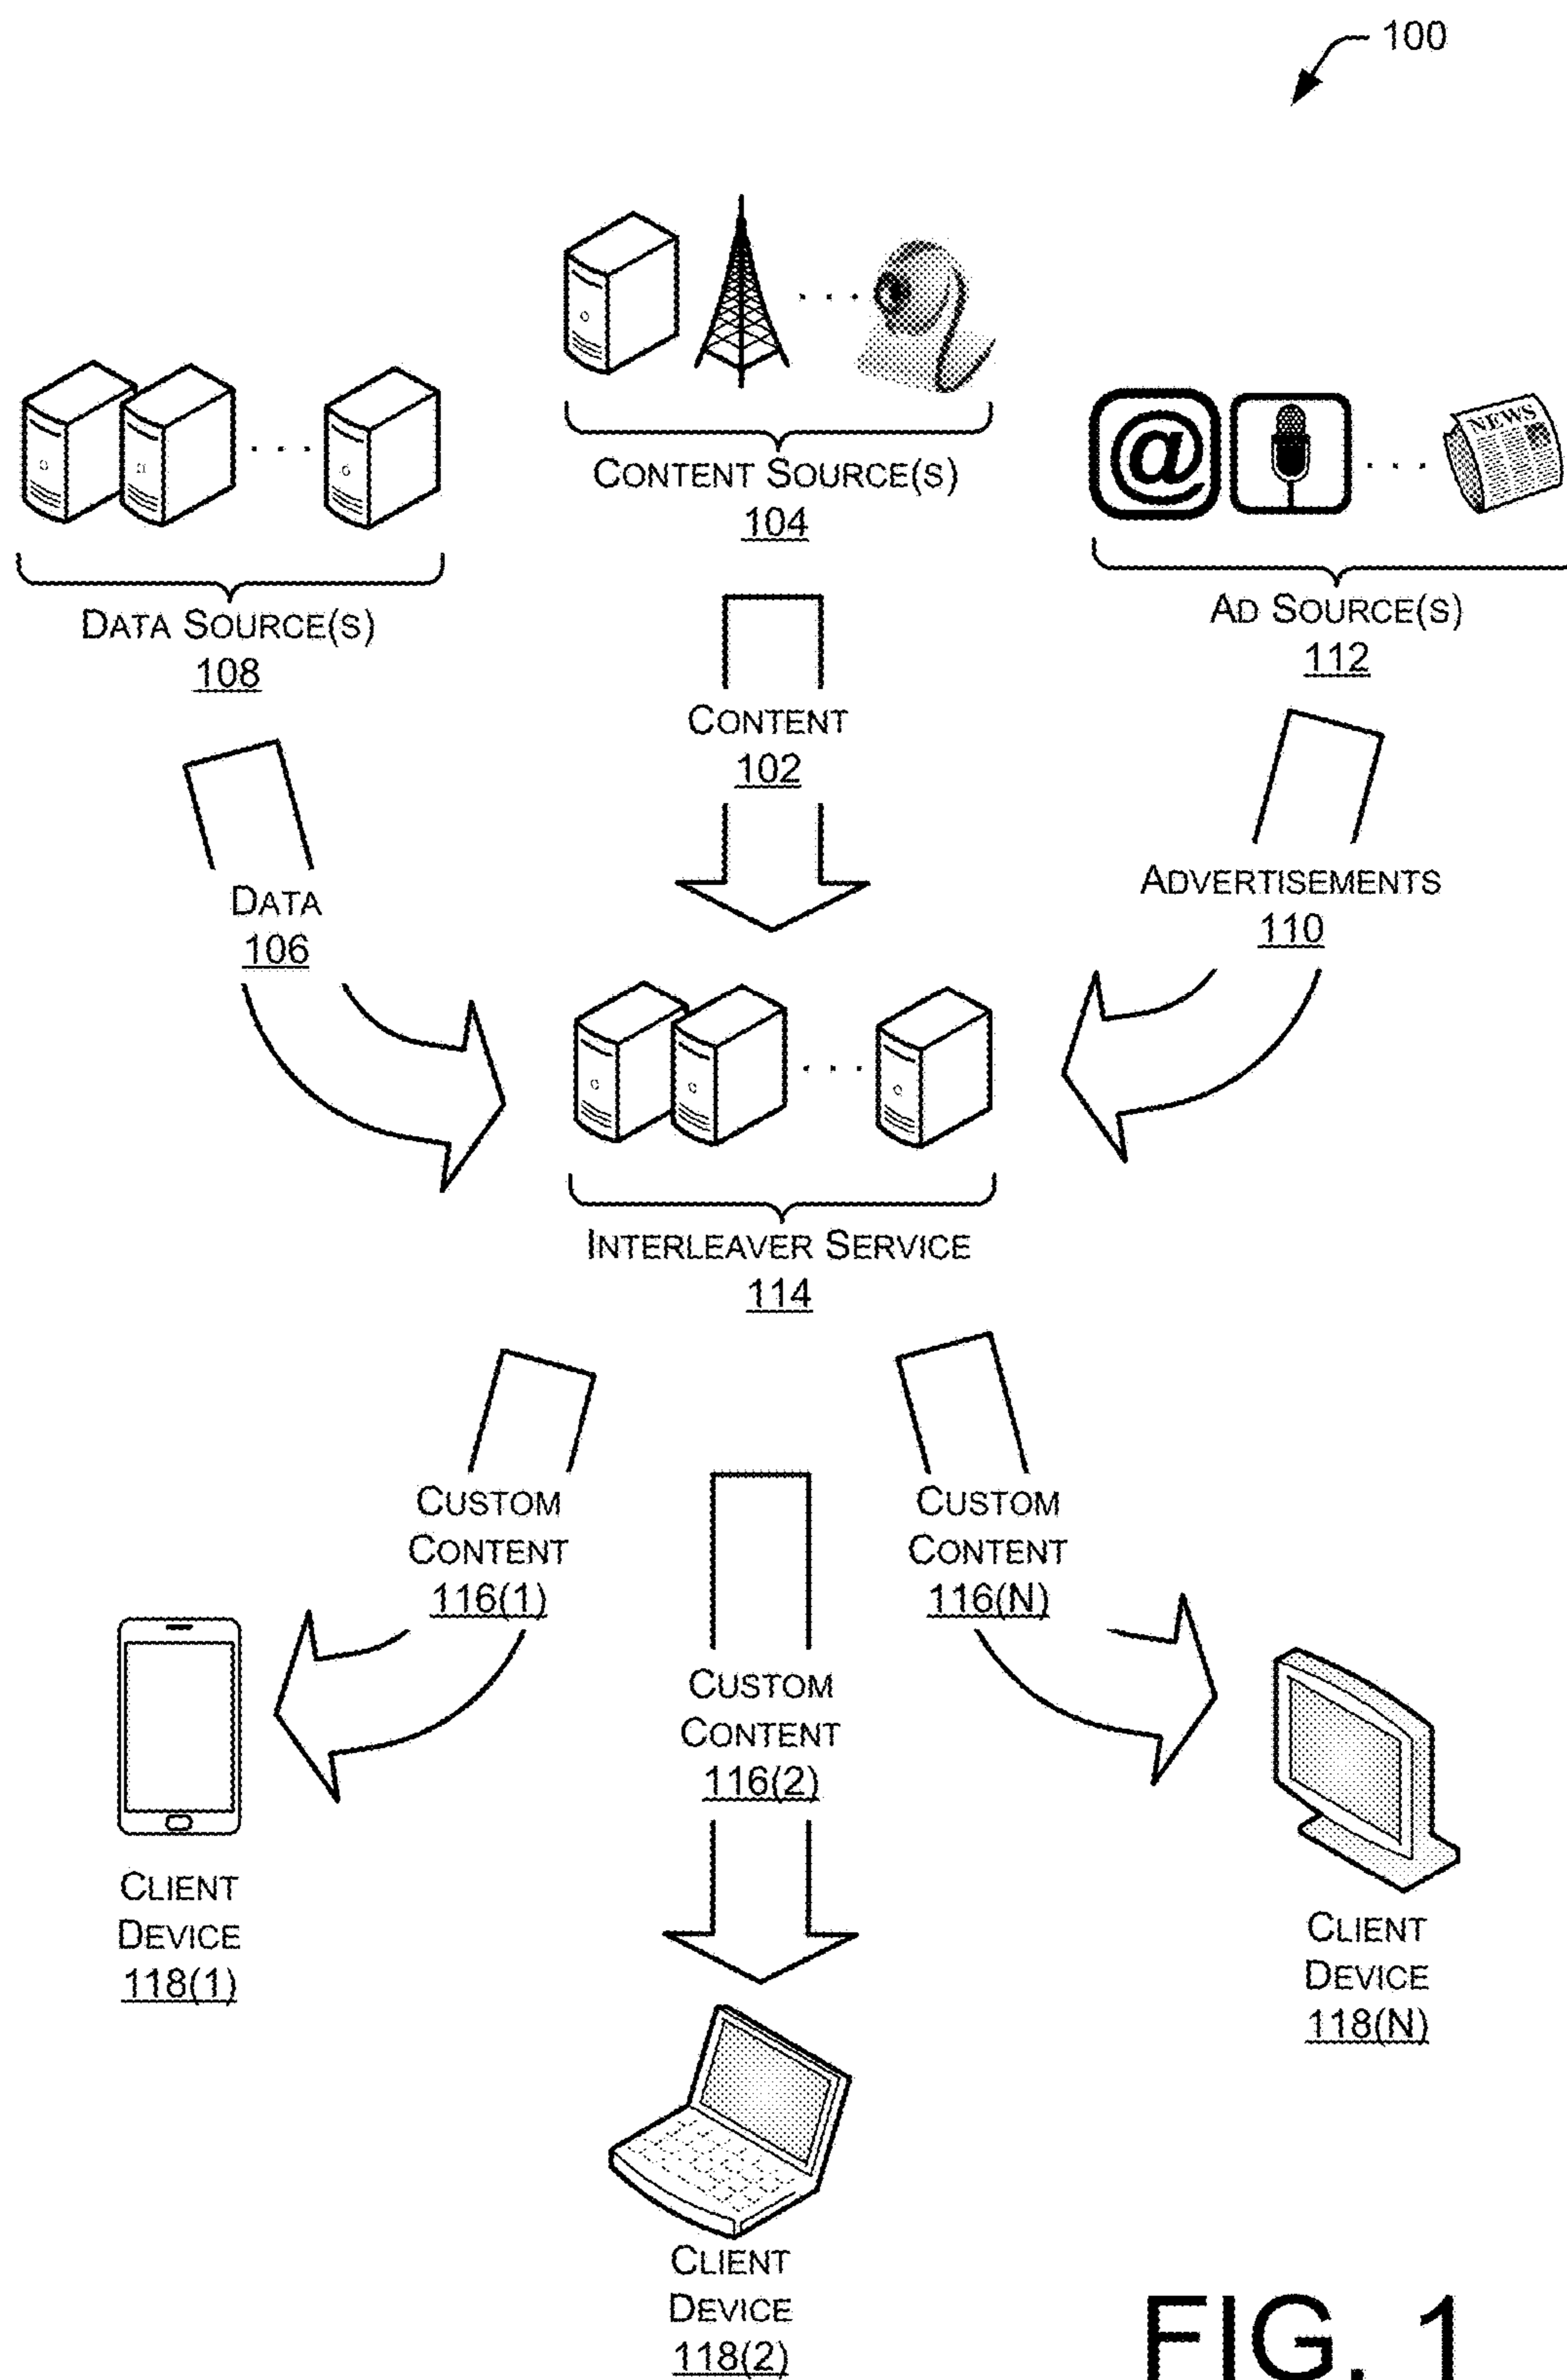 100
CONTENT SOURCE(S)
104
@
NEWS
DATA SOURCE(S)
108
AD SOURCE(S)
112
CONTENT
102
DATA
106
ADVERTISEMENTS
110
INTERLEAVER SERVICE
114
CUSTOM
CONTENT
116(1)
CUSTOM
CONTENT
116(2)
CUSTOM
CONTENT
116(N)
CLIENT
DEVICE
118(1)
CLIENT
DEVICE
118(2)
CLIENT
DEVICE
118(N)
FIG. 1